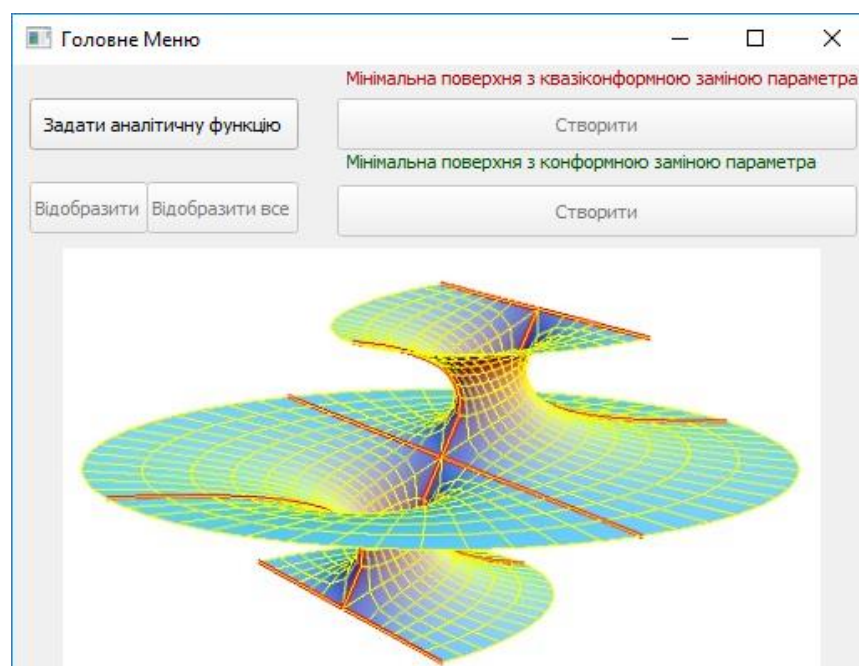 Головне Меню
Мінімальна поверхня з квазіконформною заміною параметра
Задати аналітичну функцію
Створити
Мінімальна поверхня з конформною заміною параметра
Відобразити
Відобразити все
Створити